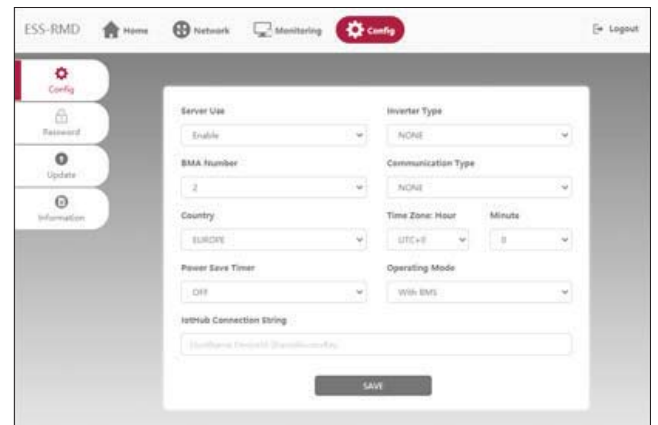 ESS-RMD Home Network Monitoring Config Logout
Config
Password
Update
Information
Server Use Inverter Type
Enable NONE
BMA Number Communication Type
2 NONE
Country Time Zone: Hour Minute
EUROPE UTC+0 0
Power Save Timer Operating Mode
OFF With BMS
IotHub Connection String
SAVE